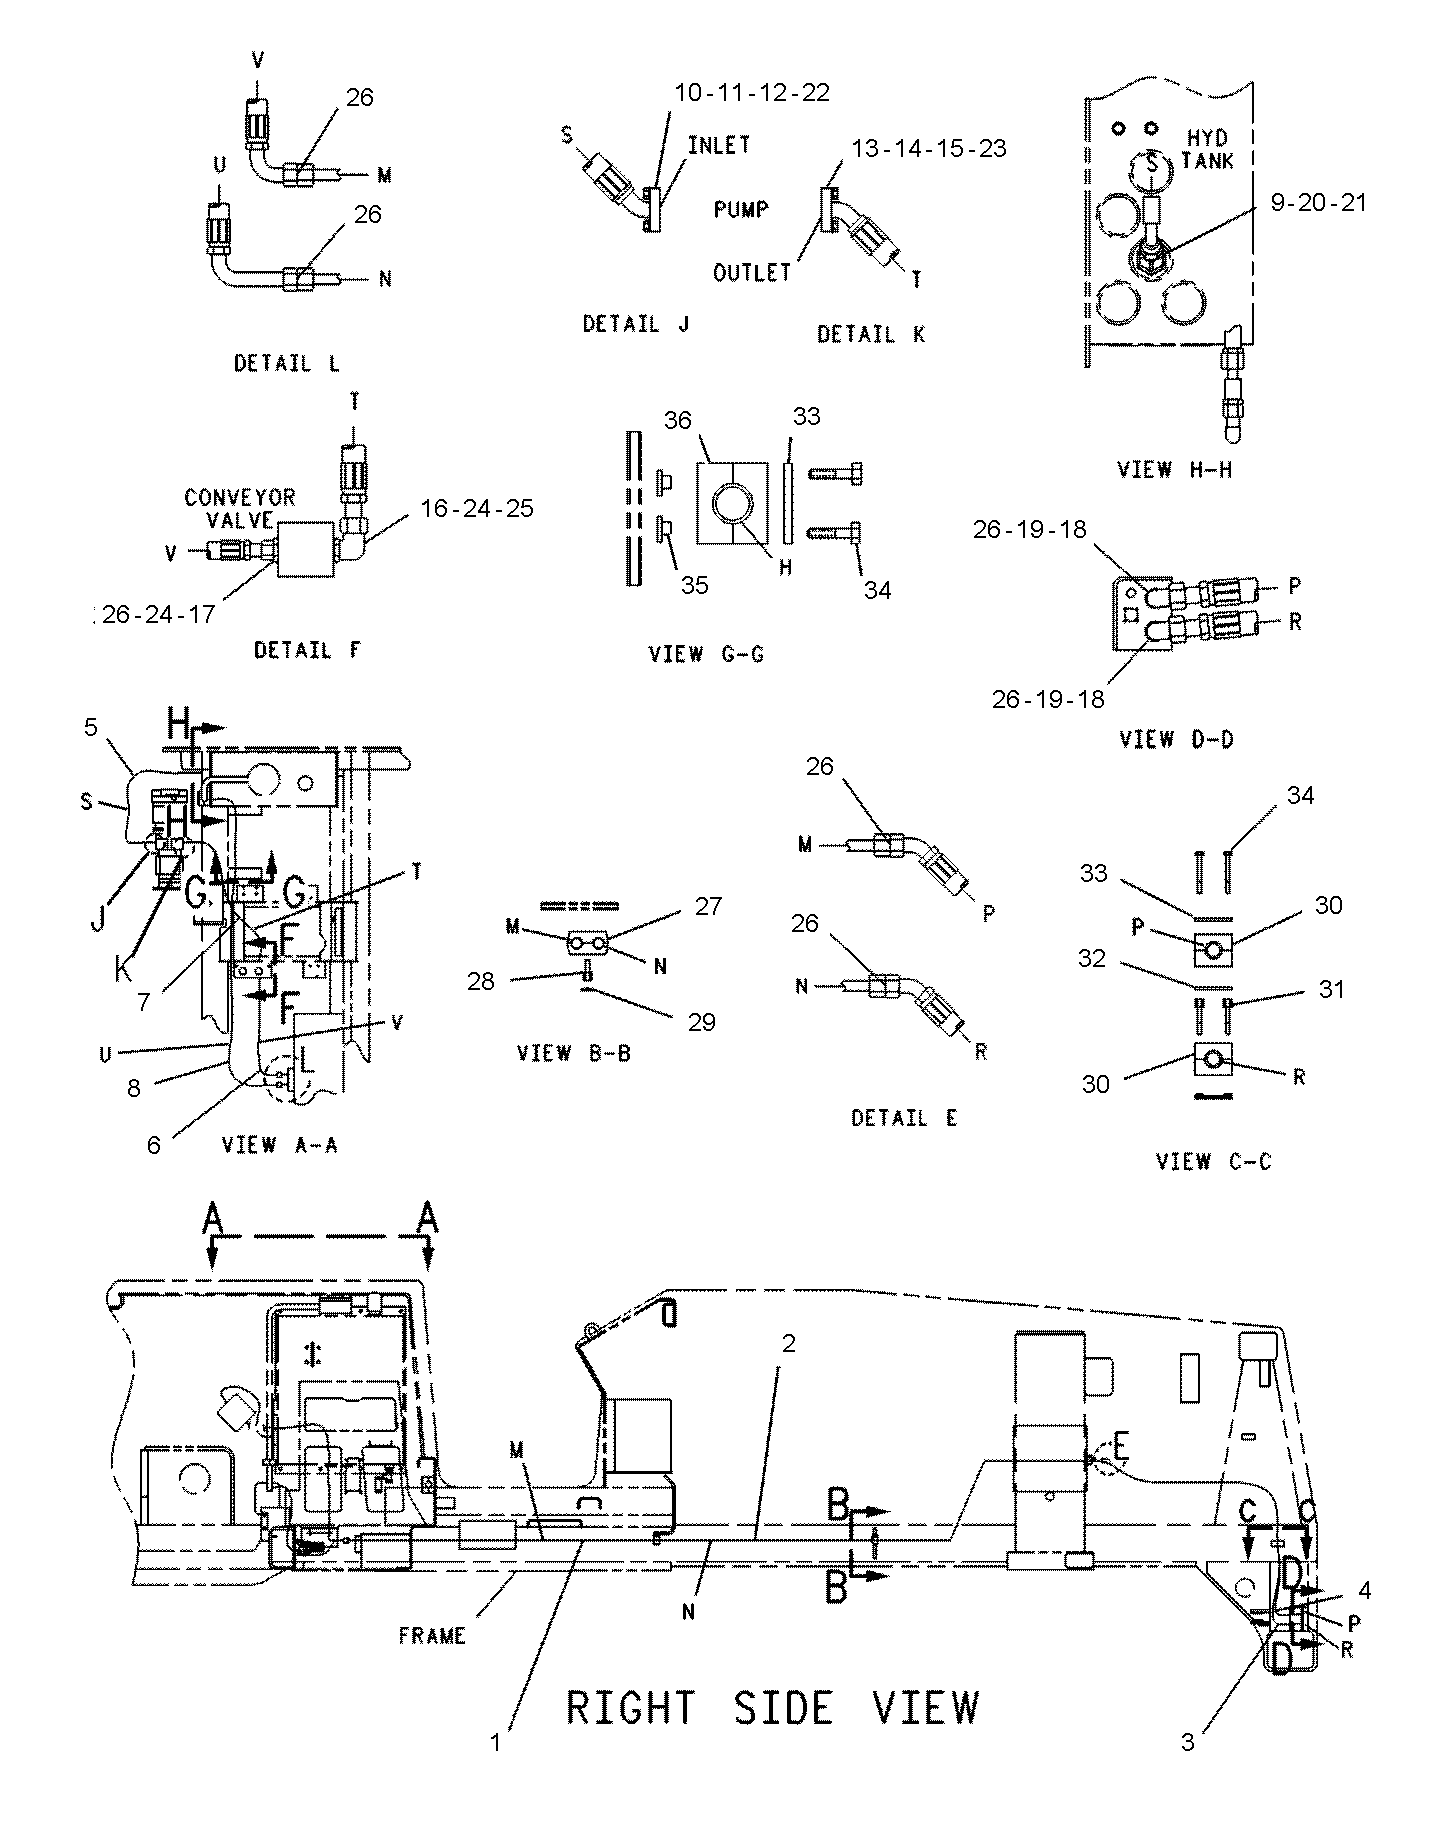 V
26
U
M
26
N
DETAIL L
10-11-12-22
S
INLET
PUMP
DETAIL J
13-14-15-23
OUTLET
T
DETAIL K
HYD
TANK
S
9-20-21
VIEW H-H
T
CONVEYOR
VALVE
16-24-25
V
26-24-17
DETAIL F
36
33
35
H
34
VIEW G-G
26-19-18
P
R
26-19-18
VIEW D-D
H
5
S
H
J
G
G
T
K
F
7
F
V
U
L
8
6
VIEW A-A
M
27
N
28
29
VIEW B-B
26
M
P
26
N
R
DETAIL E
34
33
30
P
32
31
30
R
VIEW C-C
A
A
2
M
E
B
C
C
B
N
D
4
P
R
D
FRAME
RIGHT SIDE VIEW
1
3